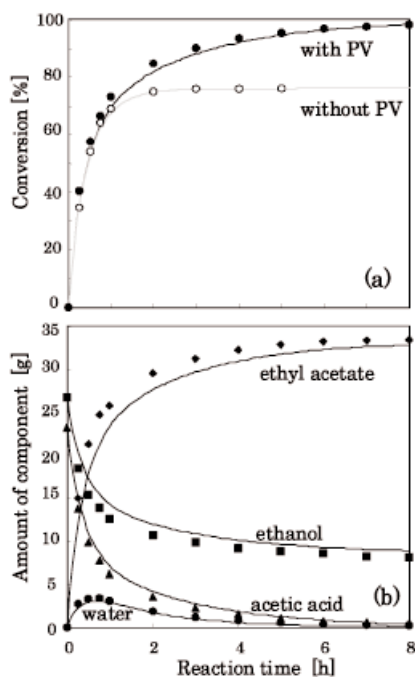 100
80
60
40
20
0
Conversion [%]
with PV
without PV
(a)
35
30
25
20
15
10
5
0
Amount of component [g]
ethyl acetate
ethanol
acetic acid
water
(b)
0 2 4 6 8
Reaction time [h]